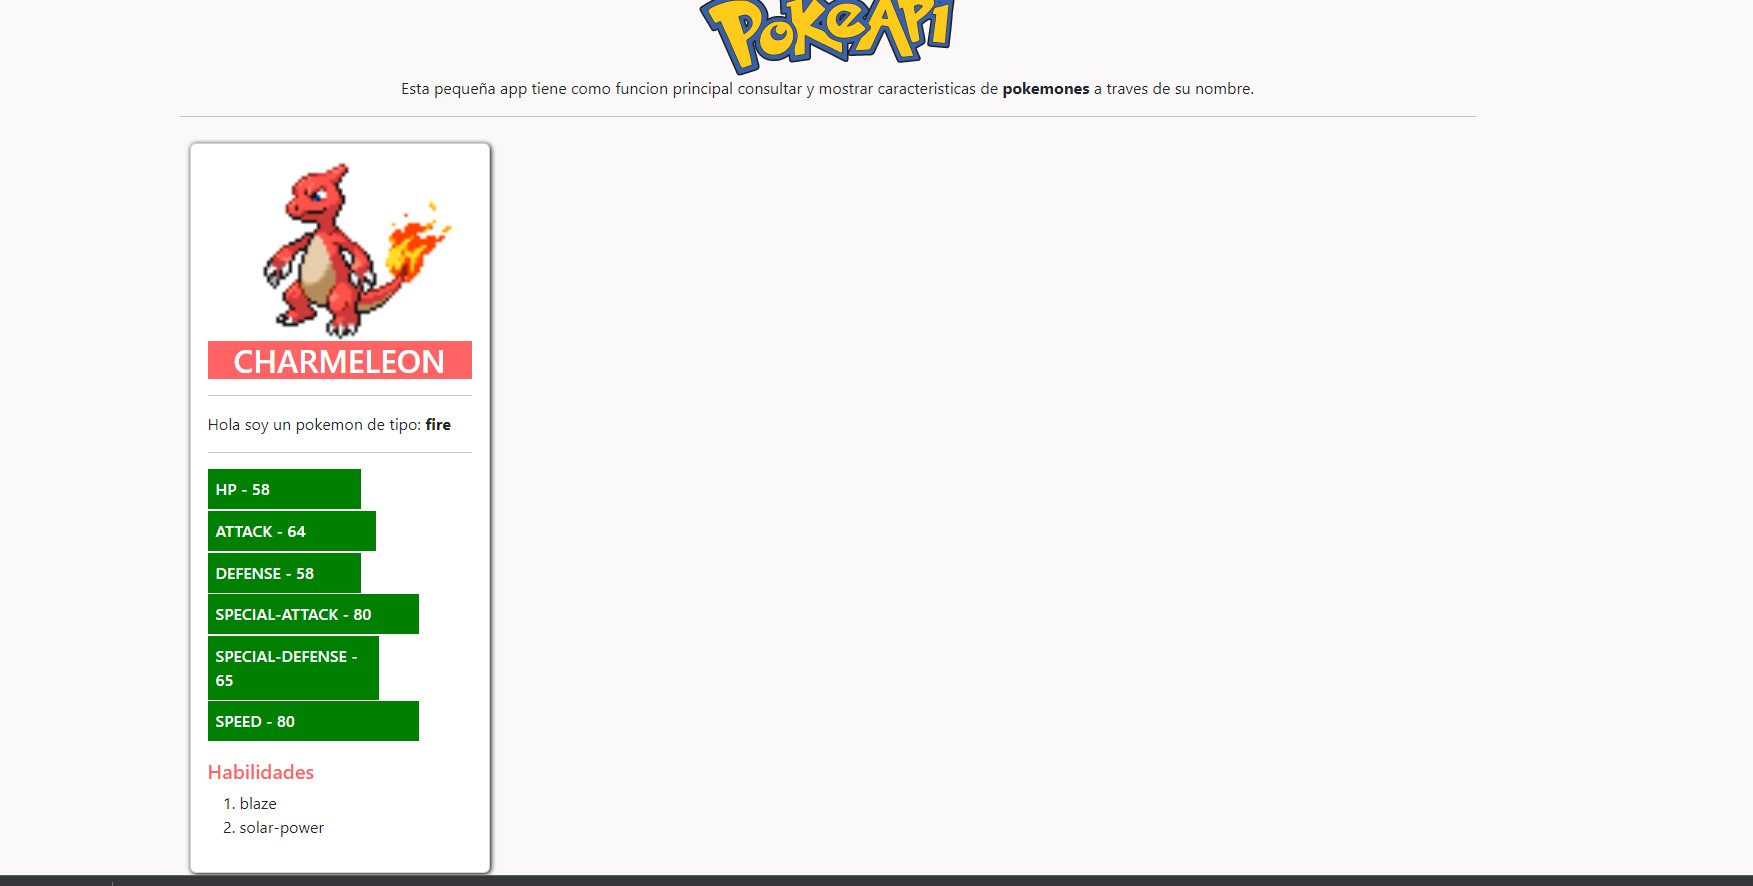 PokeAPi
Esta pequeña app tiene como funcion principal consultar y mostrar caracteristicas de pokemones a traves de su nombre.
CHARMELEON
Hola soy un pokemon de tipo: fire
HP - 58
ATTACK - 64
DEFENSE - 58
SPECIAL-ATTACK - 80
SPECIAL-DEFENSE -
65
SPEED - 80
Habilidades
1. blaze
2. solar-power